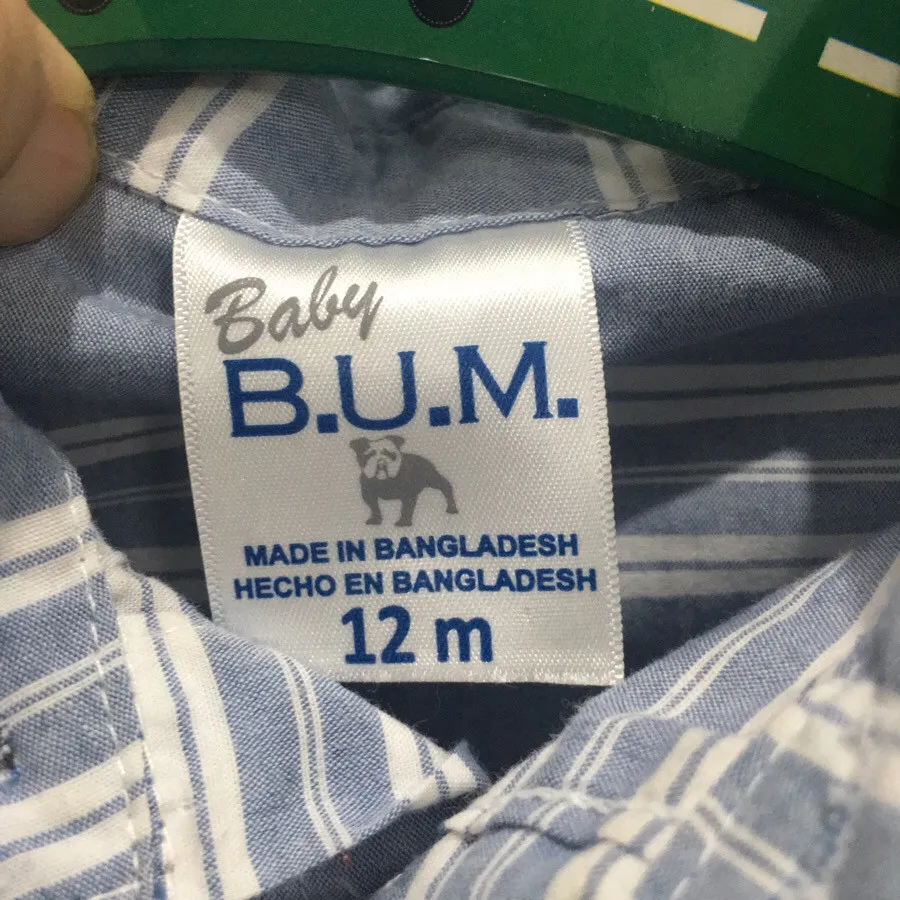 Baby
B.U.M.
MADE IN BANGLADESH
HECHO EN BANGLADESH
12 m